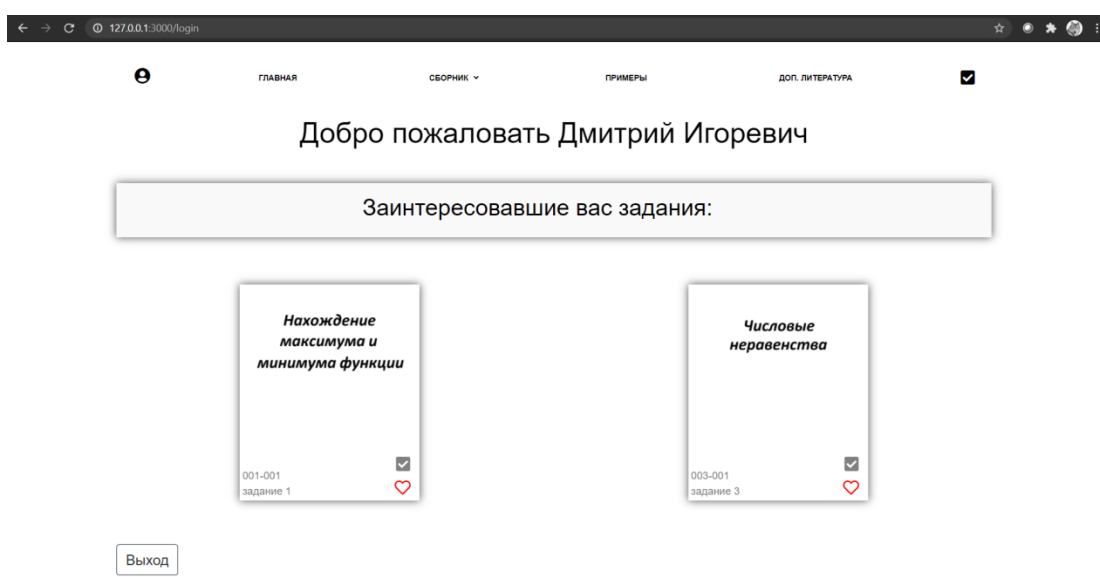 127.0.0.1:3000/login
ГЛАВНАЯ СБОРНИК ПРИМЕРЫ ДОП. ЛИТЕРАТУРА
Добро пожаловать Дмитрий Игоревич
Заинтересовавшие вас задания:
Нахождение
максимума и
минимума функции
001-001
задание 1
Числовые
неравенства
003-001
задание 3
Выход